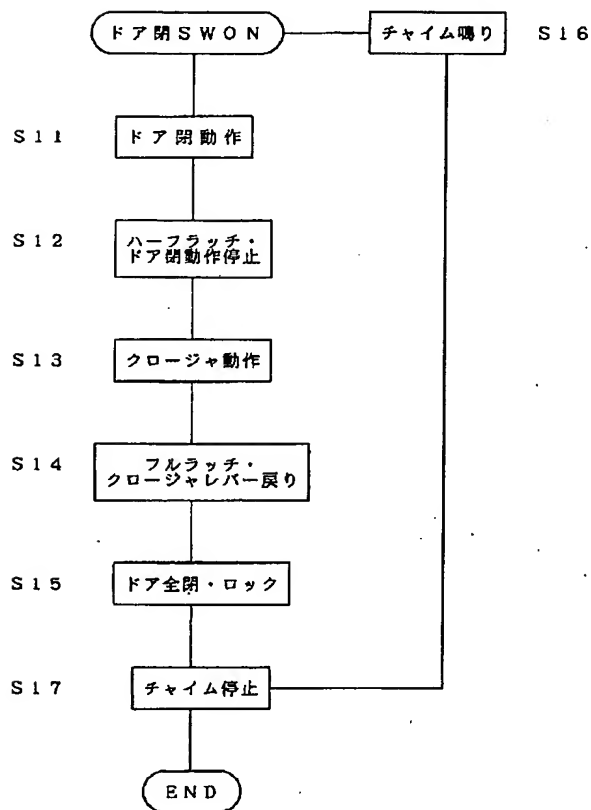 ドア閉SWON
チャイム鳴り S16
S11 ドア閉動作
S12 ハーフラッチ・
ドア閉動作停止
S13 クロージャ動作
S14 フルラッチ・
クロージャレバー戻り
S15 ドア全閉・ロック
S17 チャイム停止
END